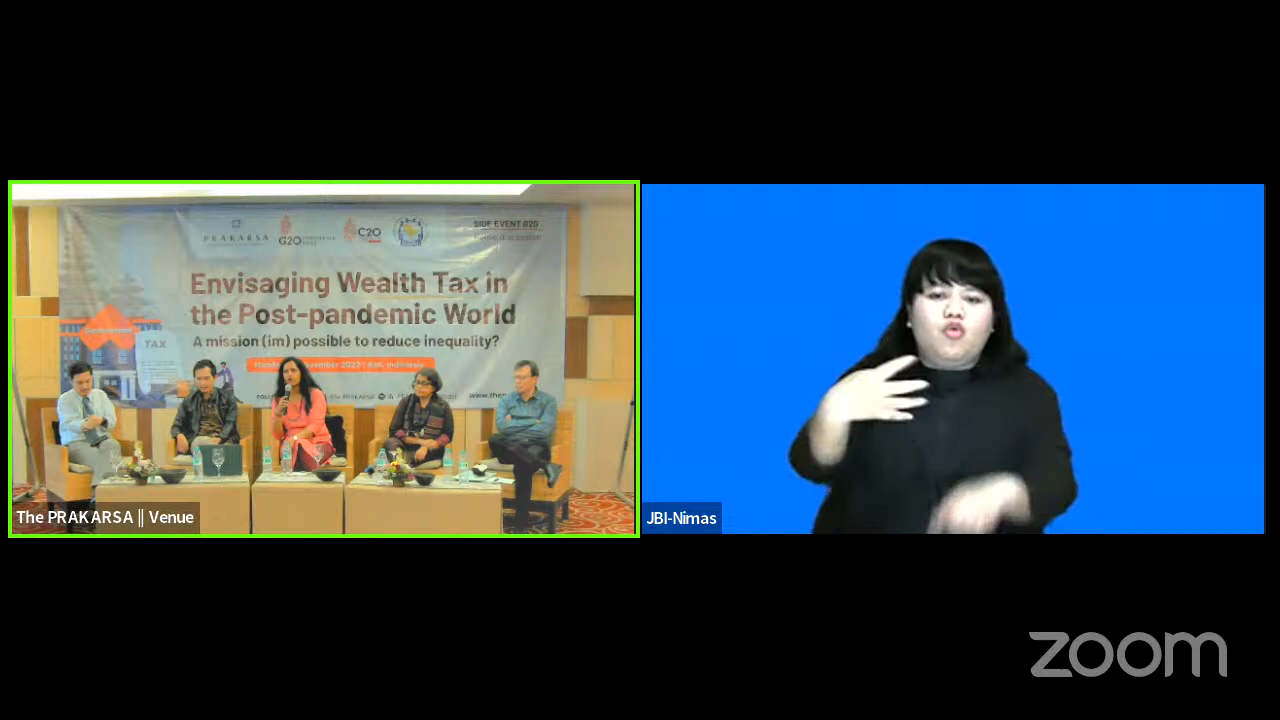 PRAKARSA
G20
C20
SIDE EVENT G20
Envisaging Wealth Tax in
the Post-pandemic World
A mission (im) possible to reduce inequality?
TAX
The PRAKARSA || Venue
JBI-Nimas
zoom